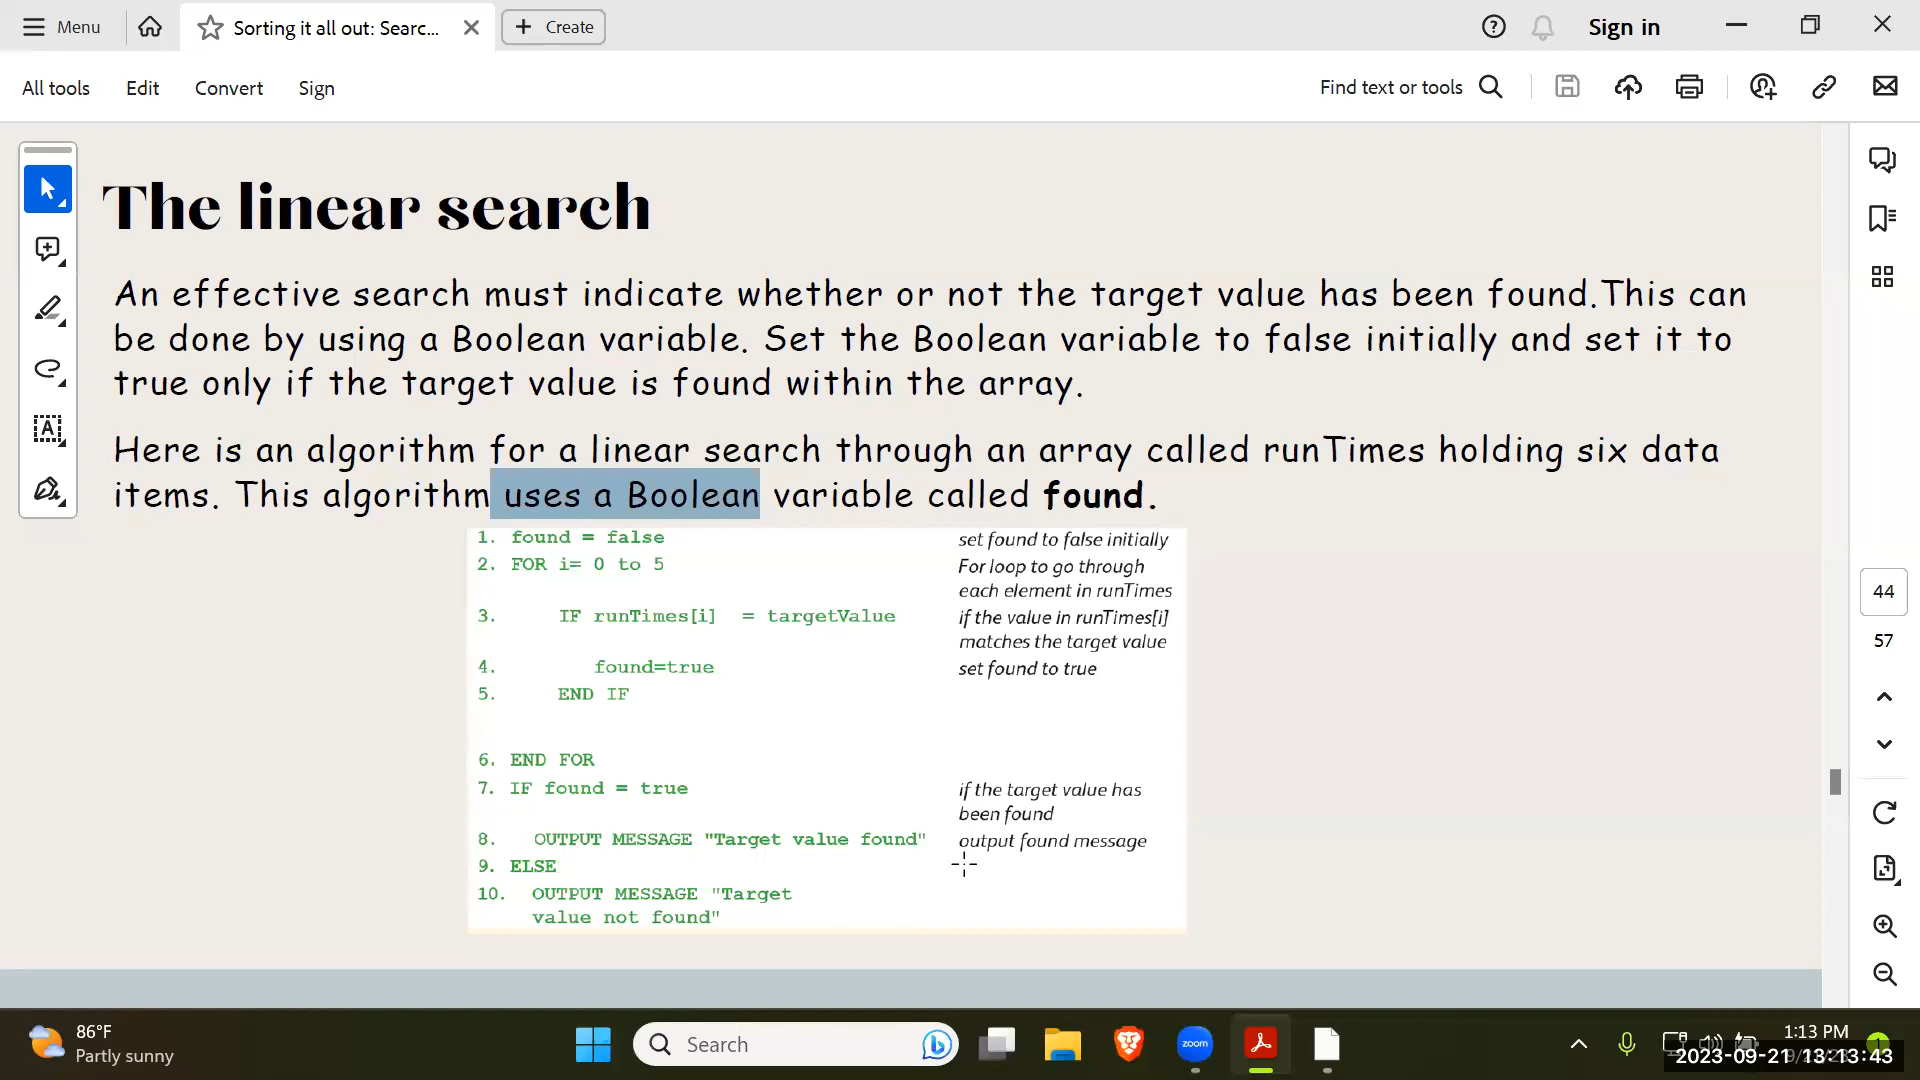 Menu
Sorting it all out: Searc...
Create
Sign in
All tools
Edit
Convert
Sign
Find text or tools
The linear search
An effective search must indicate whether or not the target value has been found.This can
be done by using a Boolean variable. Set the Boolean variable to false initially and set it to
true only if the target value is found within the array.
Here is an algorithm for a linear search through an array called runTimes holding six data
items. This algorithm uses a Boolean variable called found.
1. found = false set found to false initially
2. FOR i= 0 to 5 For loop to go through
each element in runTimes
3. IF runTimes[i] = targetValue if the value in runTimes[i]
matches the target value
4. found=true set found to true
5. END IF
6. END FOR
7. IF found = true if the target value has
been found
8. OUTPUT MESSAGE "Target value found" output found message
9. ELSE
10. OUTPUT MESSAGE "Target
value not found"
44
57
86°F
Partly sunny
Search
zoom
1:13 PM
2023-09-21 13:13:43